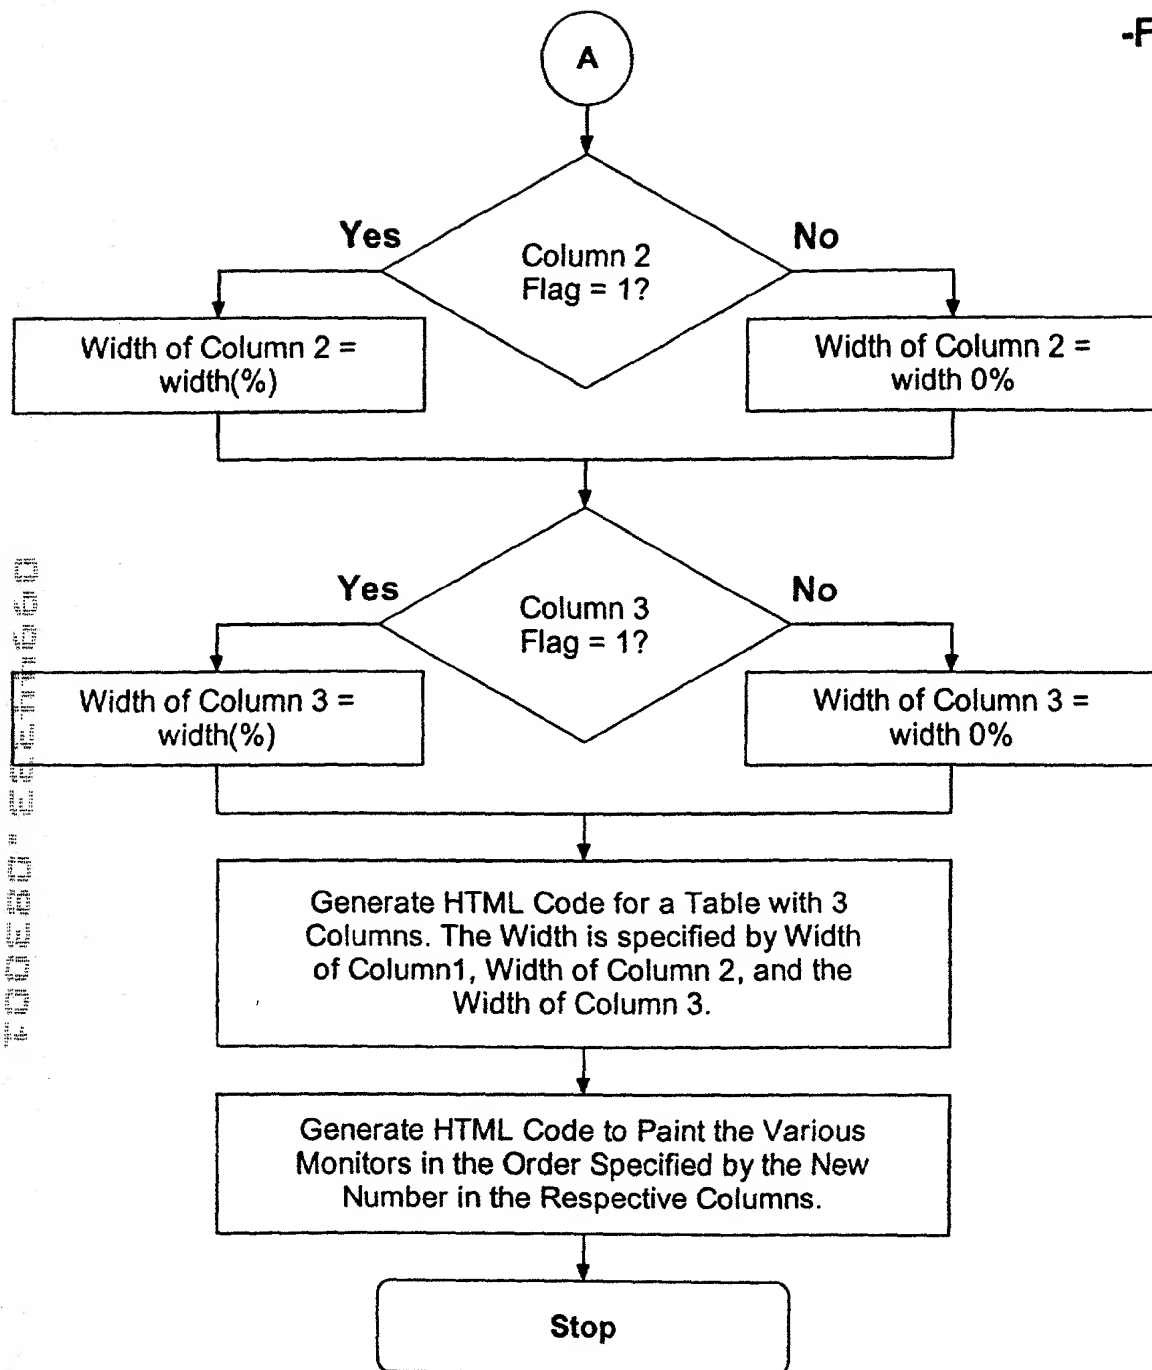 -F
A
Yes
No
Column 2
Flag = 1?
Width of Column 2 =
width(%)
Width of Column 2 =
width 0%
Yes
No
Column 3
Flag = 1?
Width of Column 3 =
width(%)
Width of Column 3 =
width 0%
Generate HTML Code for a Table with 3
Columns. The Width is specified by Width
of Column1, Width of Column 2, and the
Width of Column 3.
Generate HTML Code to Paint the Various
Monitors in the Order Specified by the New
Number in the Respective Columns.
Stop